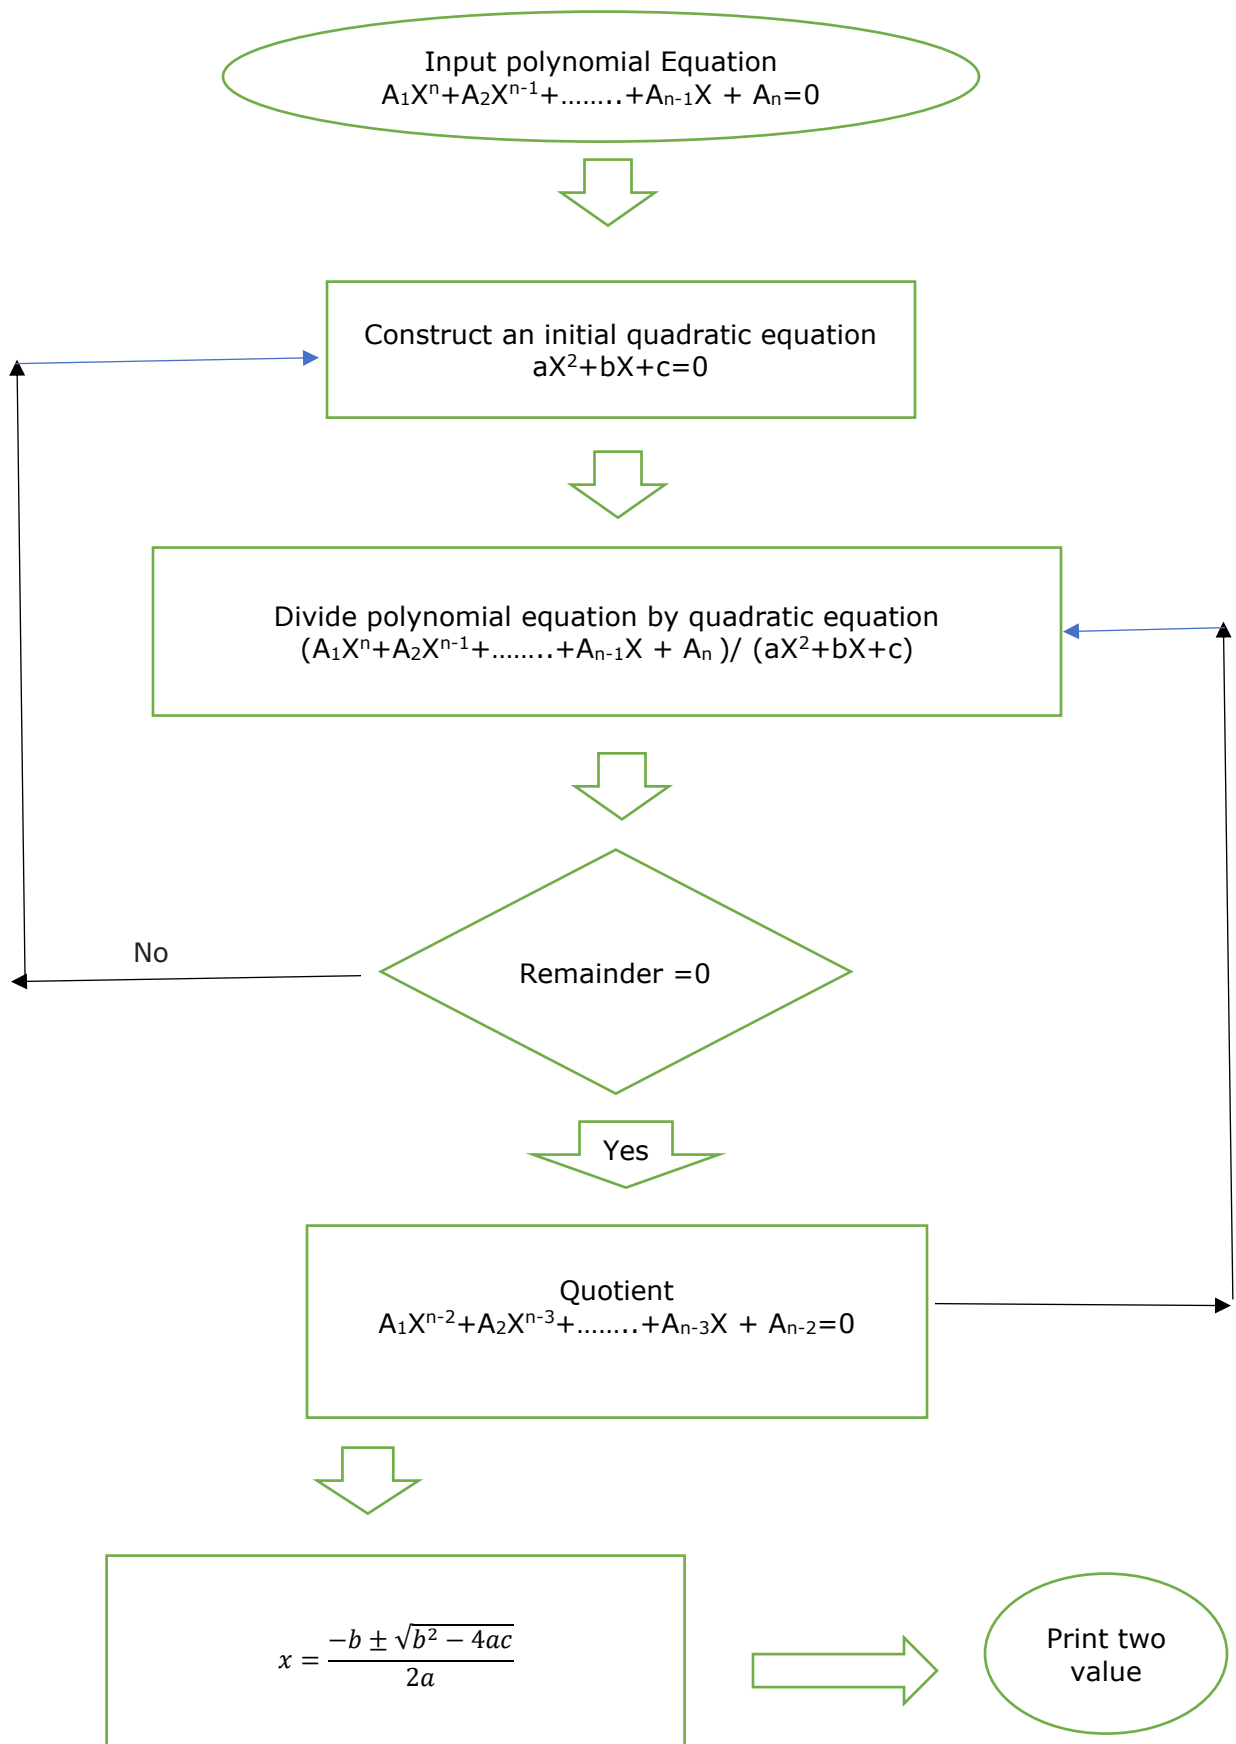 Input polynomial Equation
A₁Xⁿ+A₂Xⁿ⁻¹+……..+Aₙ₋₁X + Aₙ=0
Construct an initial quadratic equation
aX²+bX+c=0
Divide polynomial equation by quadratic equation
(A₁Xⁿ+A₂Xⁿ⁻¹+……..+Aₙ₋₁X + Aₙ )/ (aX²+bX+c)
No
Remainder =0
Yes
Quotient
A₁Xⁿ⁻²+A₂Xⁿ⁻³+……..+Aₙ₋₃X + Aₙ₋₂=0
x = (−b ± √(b² − 4ac)) / 2a
Print two
value